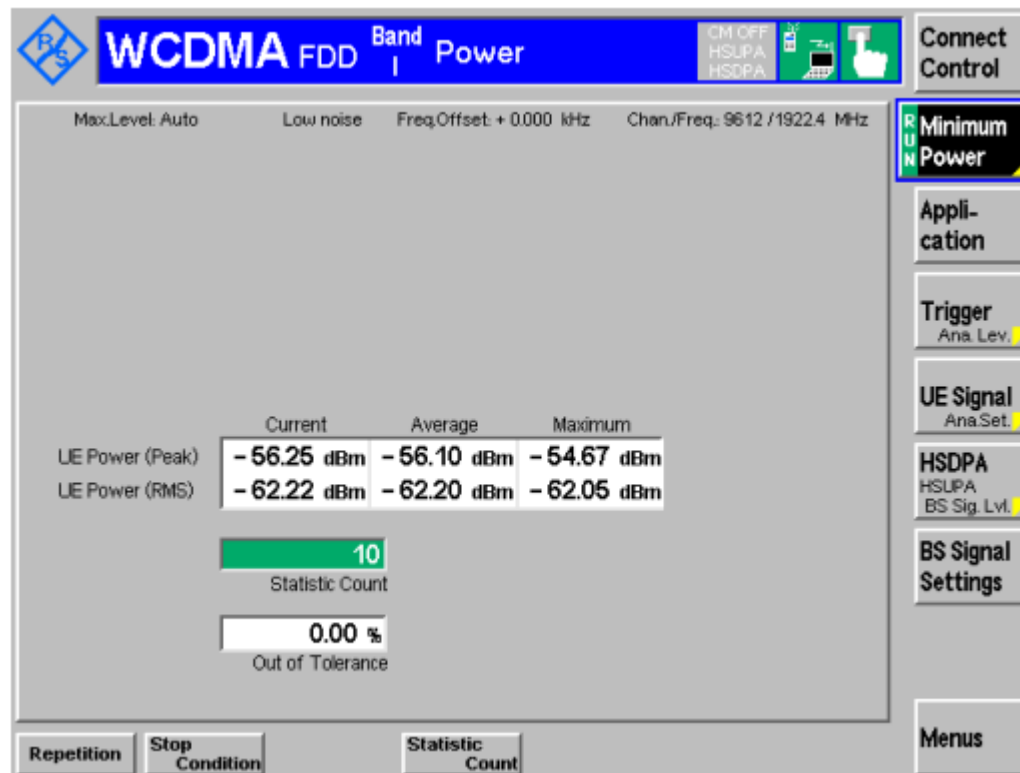 R&S
WCDMA FDD Band I Power
CM OFF
HSUPA
HSDPA
Connect
Control
Max.Level: Auto Low noise Freq.Offset: + 0.000 kHz Chan./Freq.: 9612 / 1922.4 MHz
RUN
Minimum
Power
Appli-
cation
Trigger
Ana. Lev.
UE Signal
Ana.Set.
Current Average Maximum
UE Power (Peak) - 56.25 dBm - 56.10 dBm - 54.67 dBm
UE Power (RMS) - 62.22 dBm - 62.20 dBm - 62.05 dBm
HSDPA
HSUPA
BS Sig. Lvl.
10
Statistic Count
BS Signal
Settings
0.00 %
Out of Tolerance
Repetition
Stop
Condition
Statistic
Count
Menus